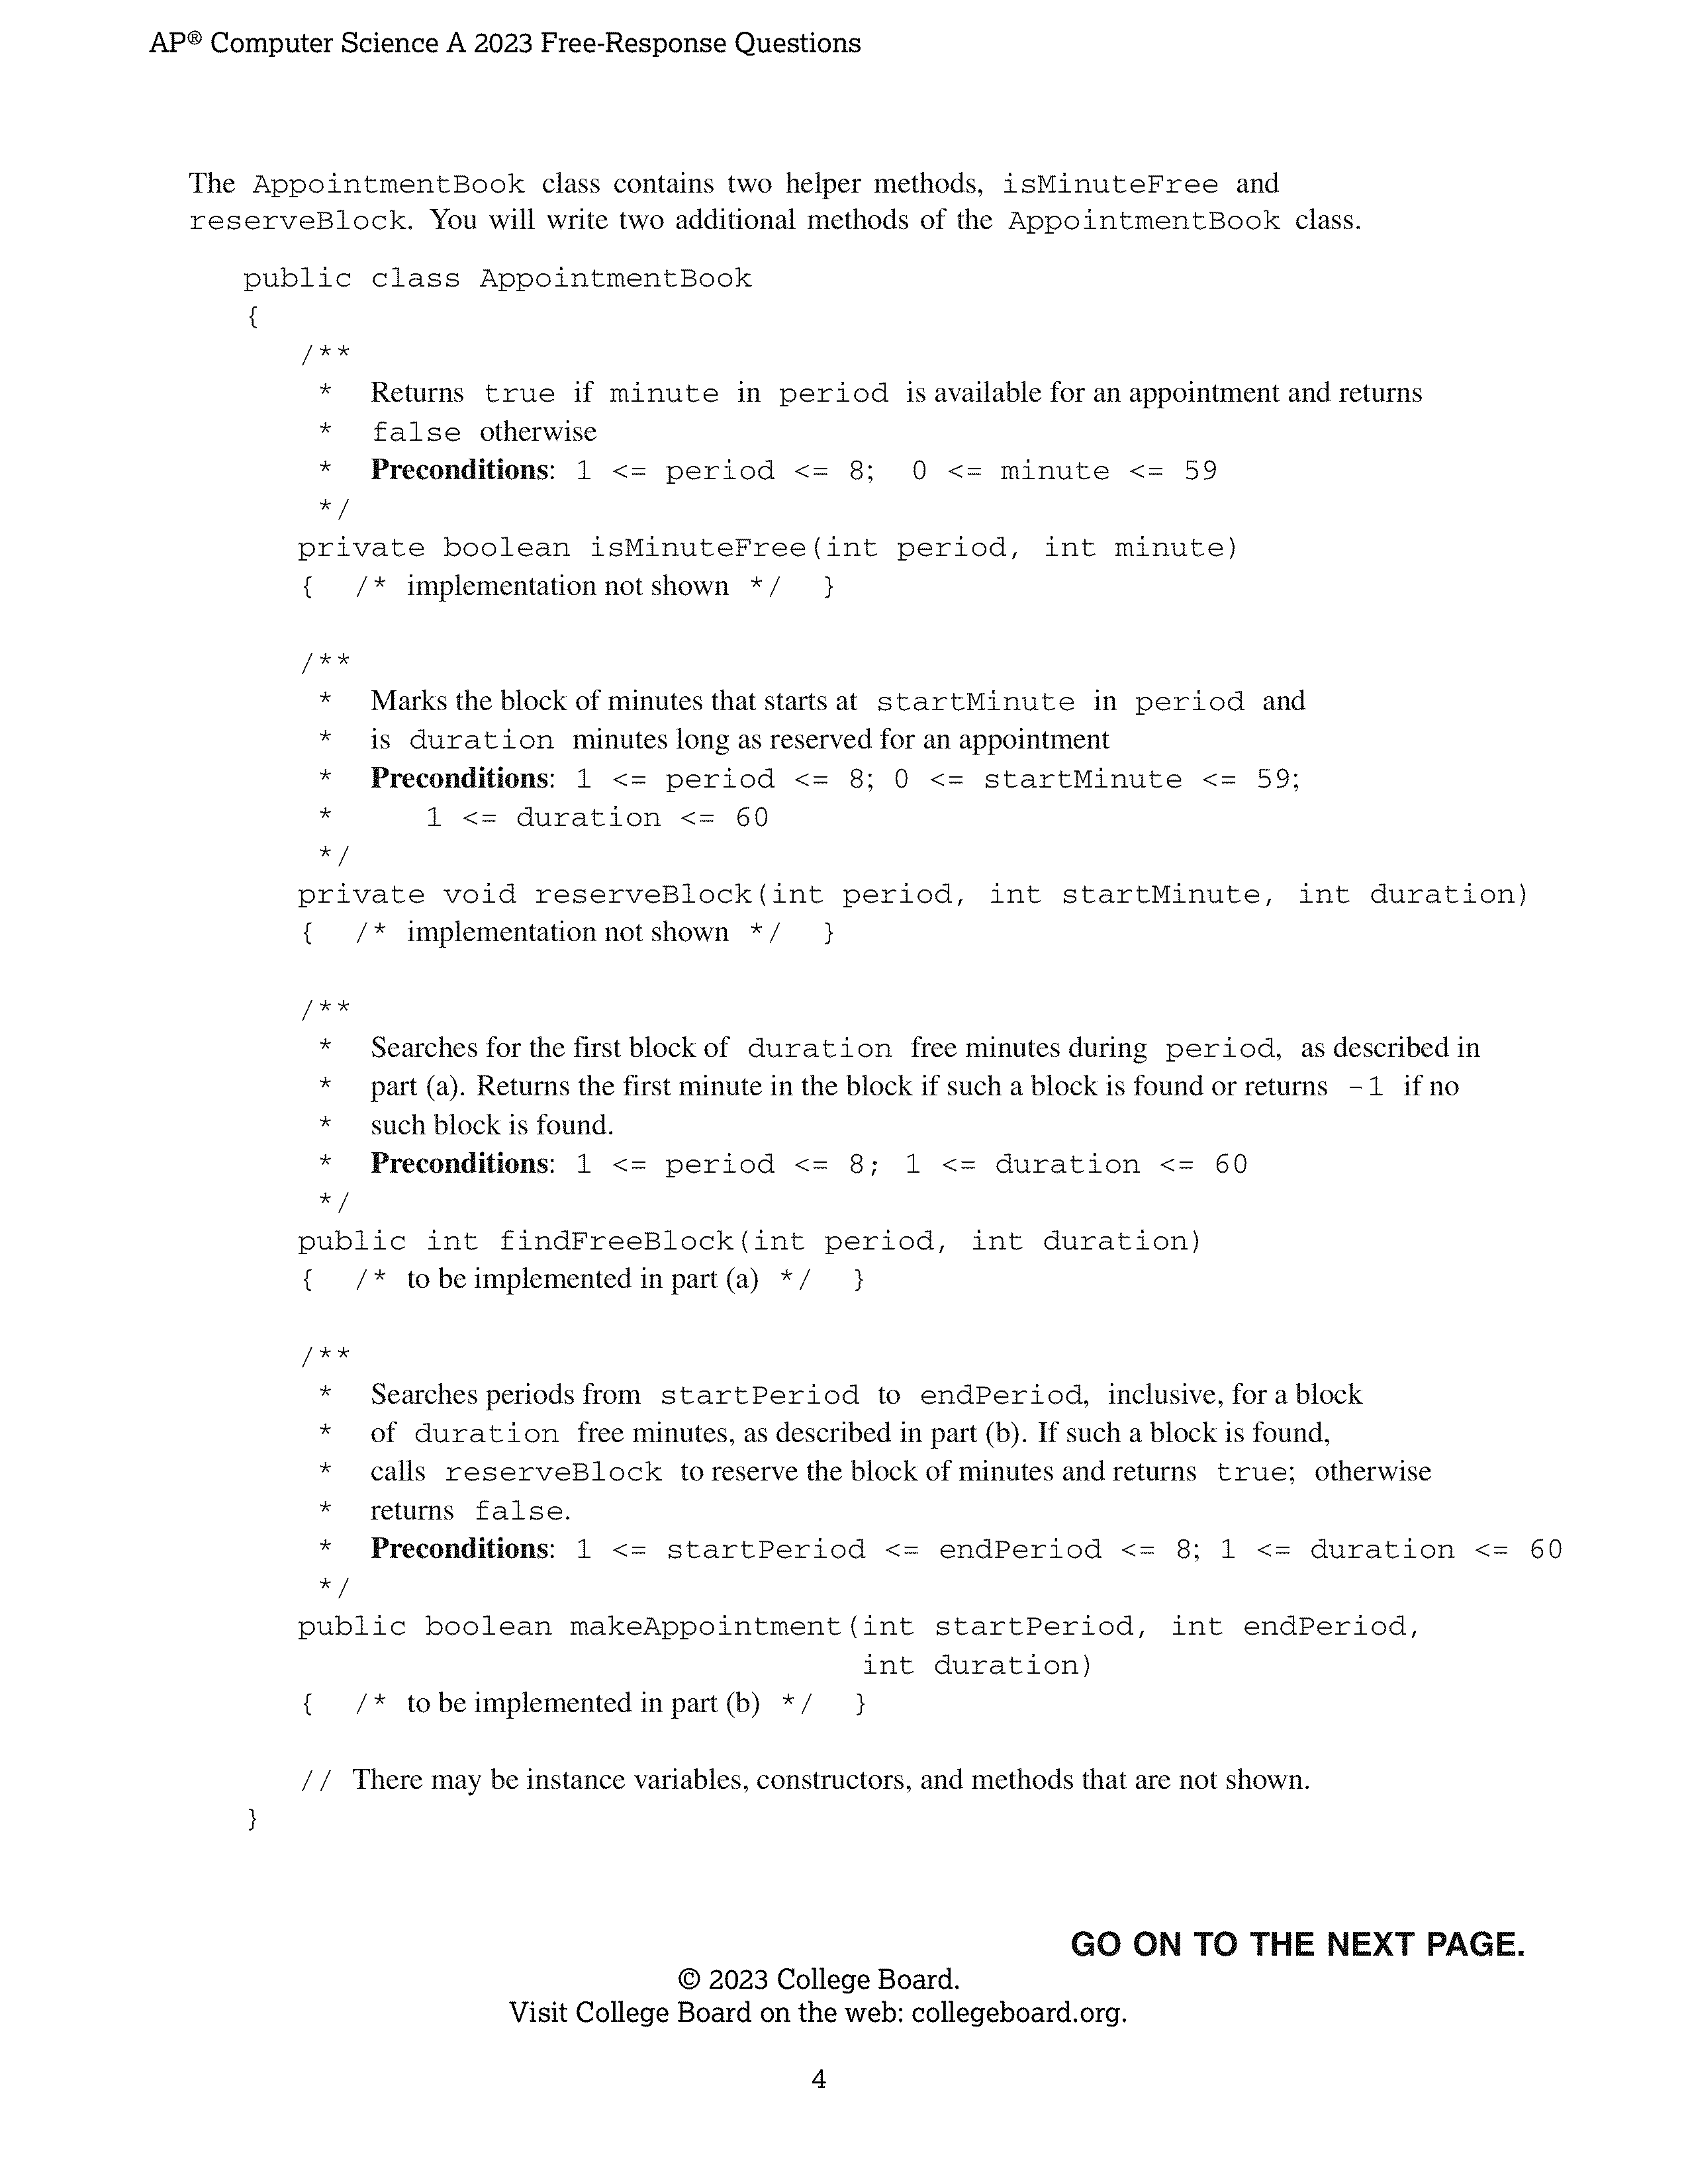 AP® Computer Science A 2023 Free-Response Questions
The AppointmentBook class contains two helper methods, isMinuteFree and
reserveBlock. You will write two additional methods of the AppointmentBook class.
public class AppointmentBook
{
/**
* Returns true if minute in period is available for an appointment and returns
* false otherwise
* Preconditions: 1 <= period <= 8; 0 <= minute <= 59
*/
private boolean isMinuteFree(int period, int minute)
{ /* implementation not shown */ }
/**
* Marks the block of minutes that starts at startMinute in period and
* is duration minutes long as reserved for an appointment
* Preconditions: 1 <= period <= 8; 0 <= startMinute <= 59;
* 1 <= duration <= 60
*/
private void reserveBlock(int period, int startMinute, int duration)
{ /* implementation not shown */ }
/**
* Searches for the first block of duration free minutes during period, as described in
* part (a). Returns the first minute in the block if such a block is found or returns -1 if no
* such block is found.
* Preconditions: 1 <= period <= 8; 1 <= duration <= 60
*/
public int findFreeBlock(int period, int duration)
{ /* to be implemented in part (a) */ }
/**
* Searches periods from startPeriod to endPeriod, inclusive, for a block
* of duration free minutes, as described in part (b). If such a block is found,
* calls reserveBlock to reserve the block of minutes and returns true; otherwise
* returns false.
* Preconditions: 1 <= startPeriod <= endPeriod <= 8; 1 <= duration <= 60
*/
public boolean makeAppointment(int startPeriod, int endPeriod,
int duration)
{ /* to be implemented in part (b) */ }
// There may be instance variables, constructors, and methods that are not shown.
}
GO ON TO THE NEXT PAGE.
© 2023 College Board.
Visit College Board on the web: collegeboard.org.
4